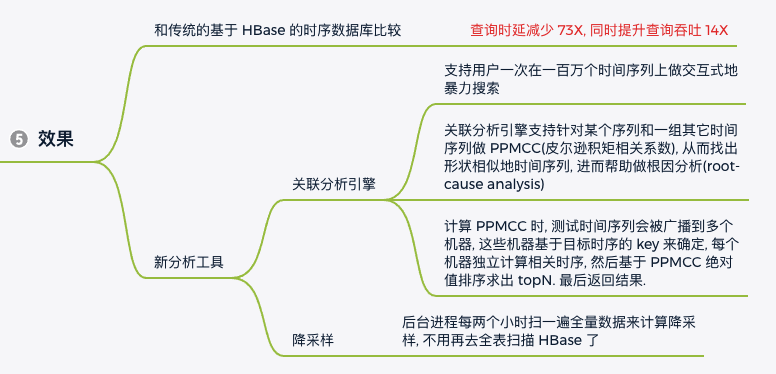 和传统的基于 HBase 的时序数据库比较
查询时延减少 73X, 同时提升查询吞吐 14X
支持用户一次在一百万个时间序列上做交互式地
暴力搜索
5 效果
关联分析引擎支持针对某个序列和一组其它时间
序列做 PPMCC(皮尔逊积矩相关系数), 从而找出
形状相似地时间序列, 进而帮助做根因分析(root-
cause analysis)
关联分析引擎
计算 PPMCC 时, 测试时间序列会被广播到多个
机器, 这些机器基于目标时序的 key 来确定, 每个
机器独立计算相关时序, 然后基于 PPMCC 绝对
值排序求出 topN. 最后返回结果.
新分析工具
降采样
后台进程每两个小时扫一遍全量数据来计算降采
样, 不用再去全表扫描 HBase 了